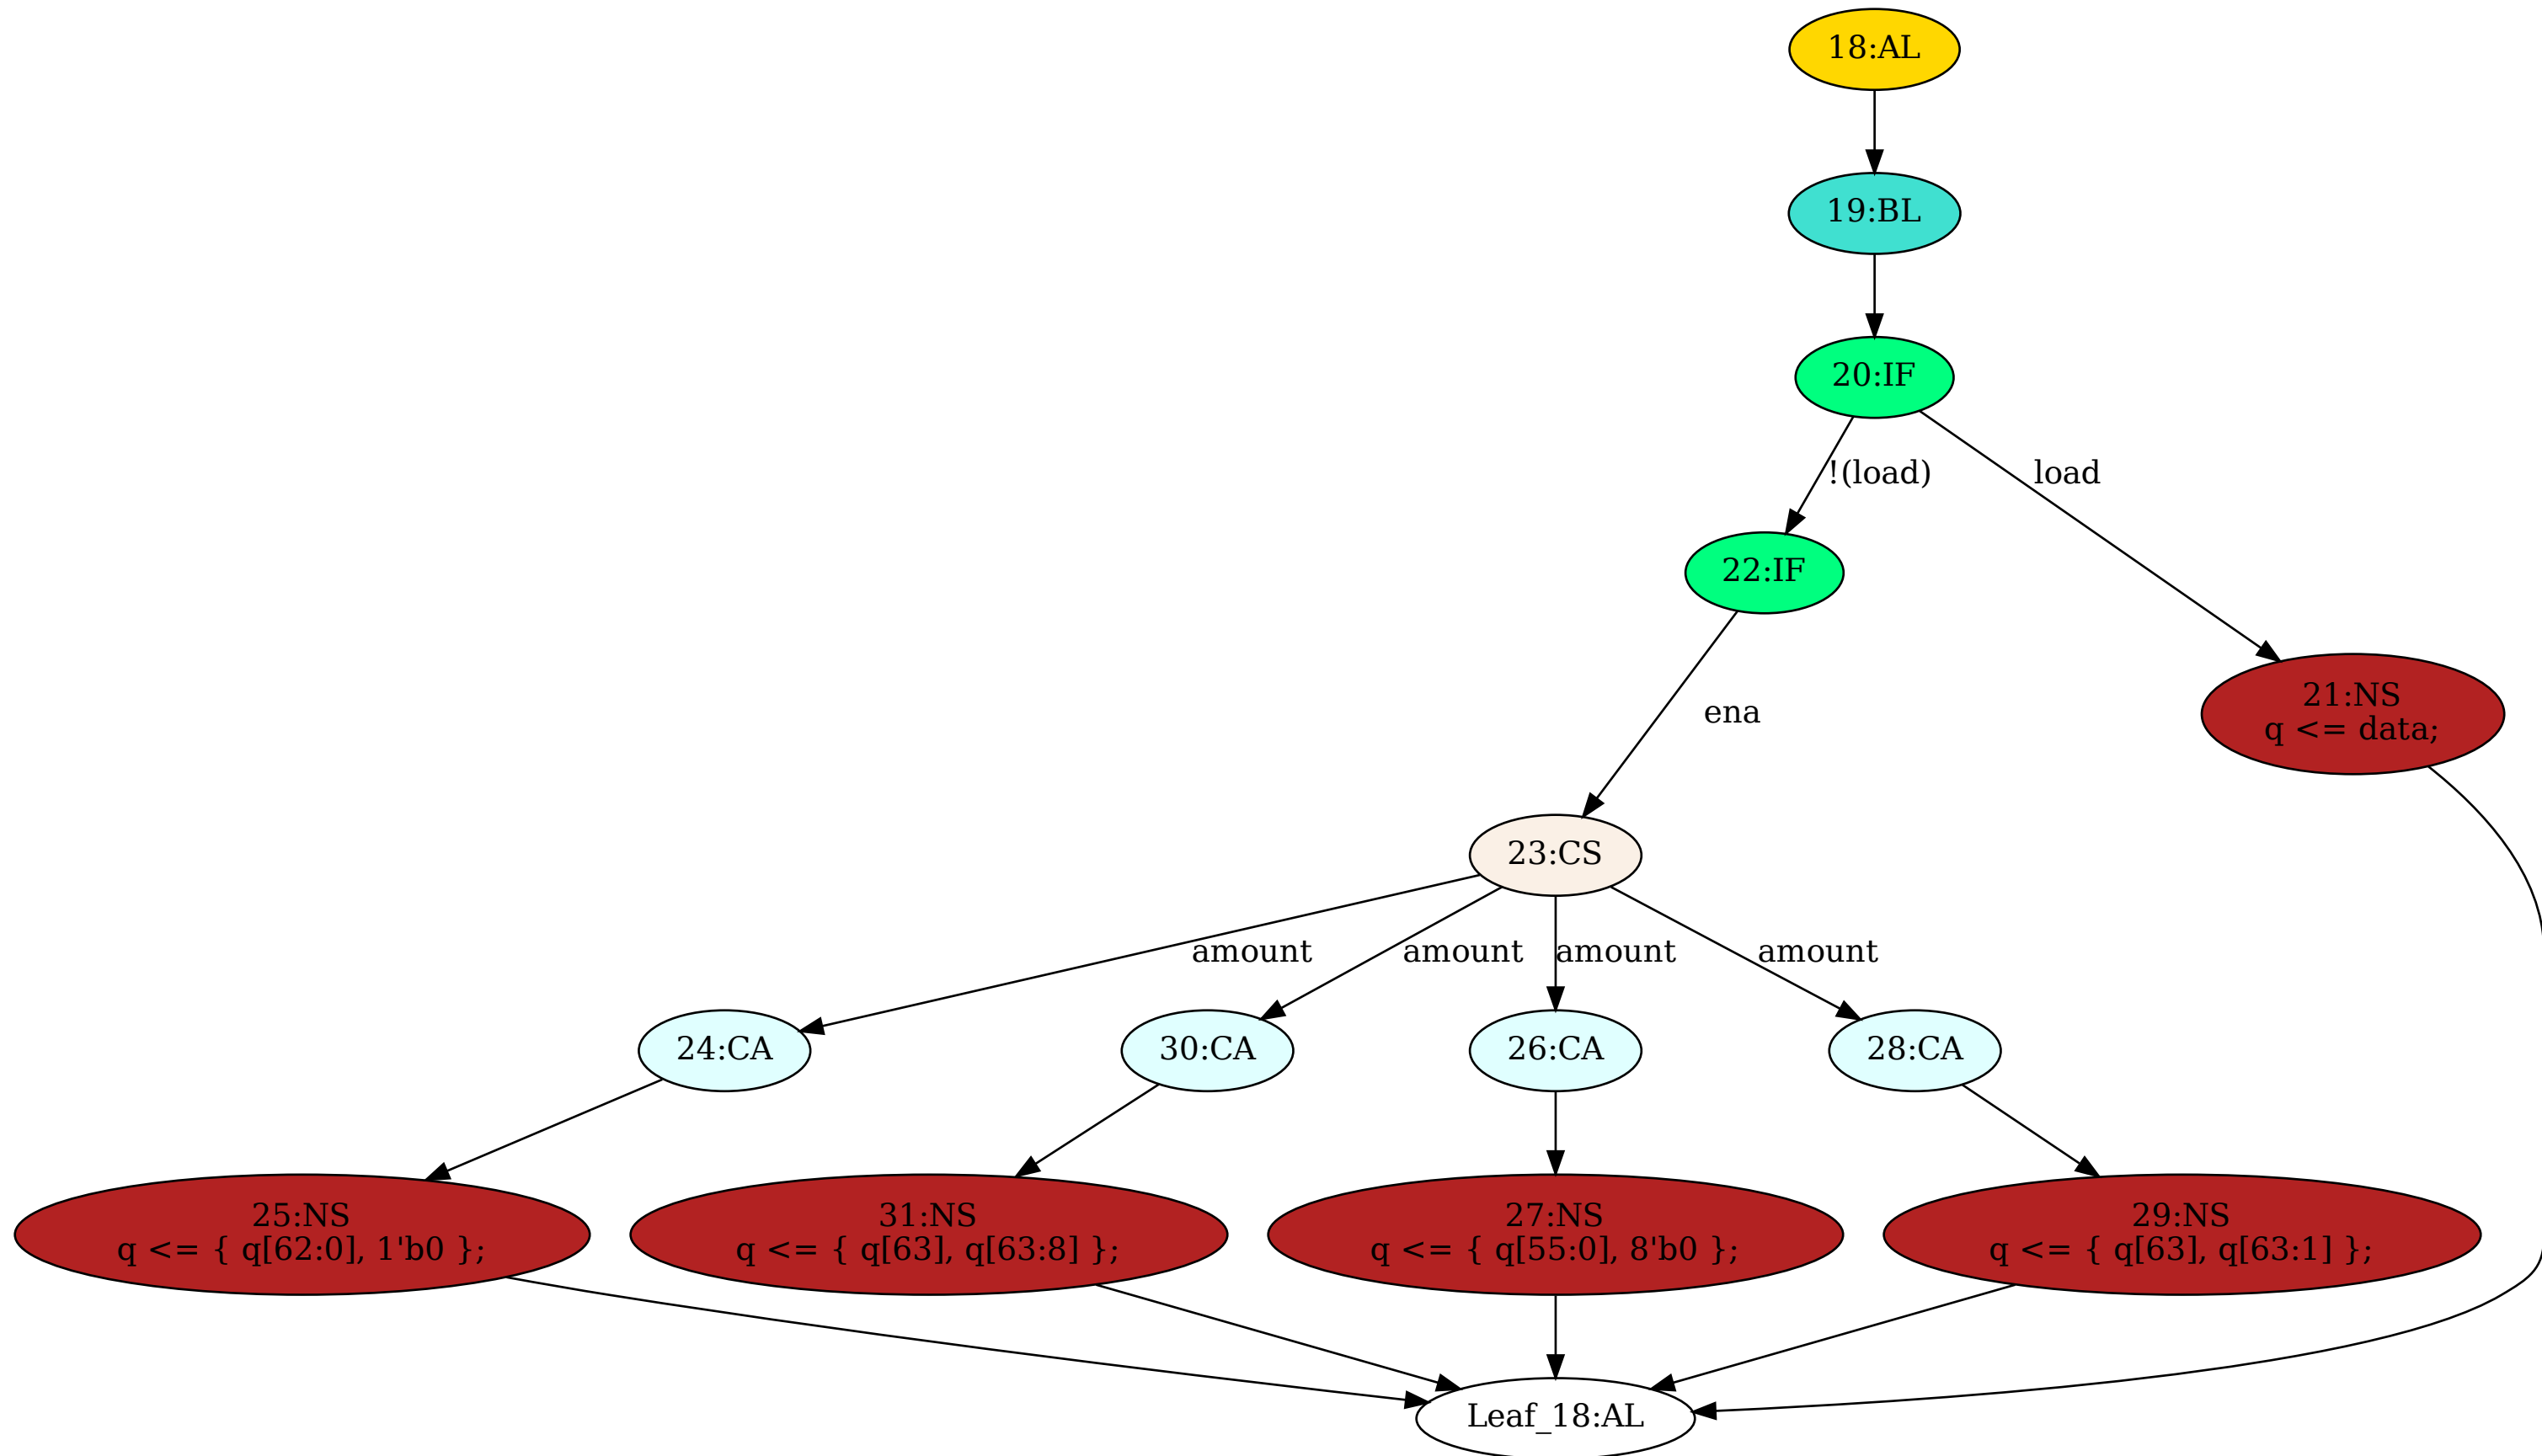 18:AL
19:BL
20:IF
!(load)
load
22:IF
21:NS
q <= data;
ena
23:CS
amount
amount
amount
amount
24:CA
30:CA
26:CA
28:CA
25:NS
q <= { q[62:0], 1'b0 };
31:NS
q <= { q[63], q[63:8] };
27:NS
q <= { q[55:0], 8'b0 };
29:NS
q <= { q[63], q[63:1] };
Leaf_18:AL